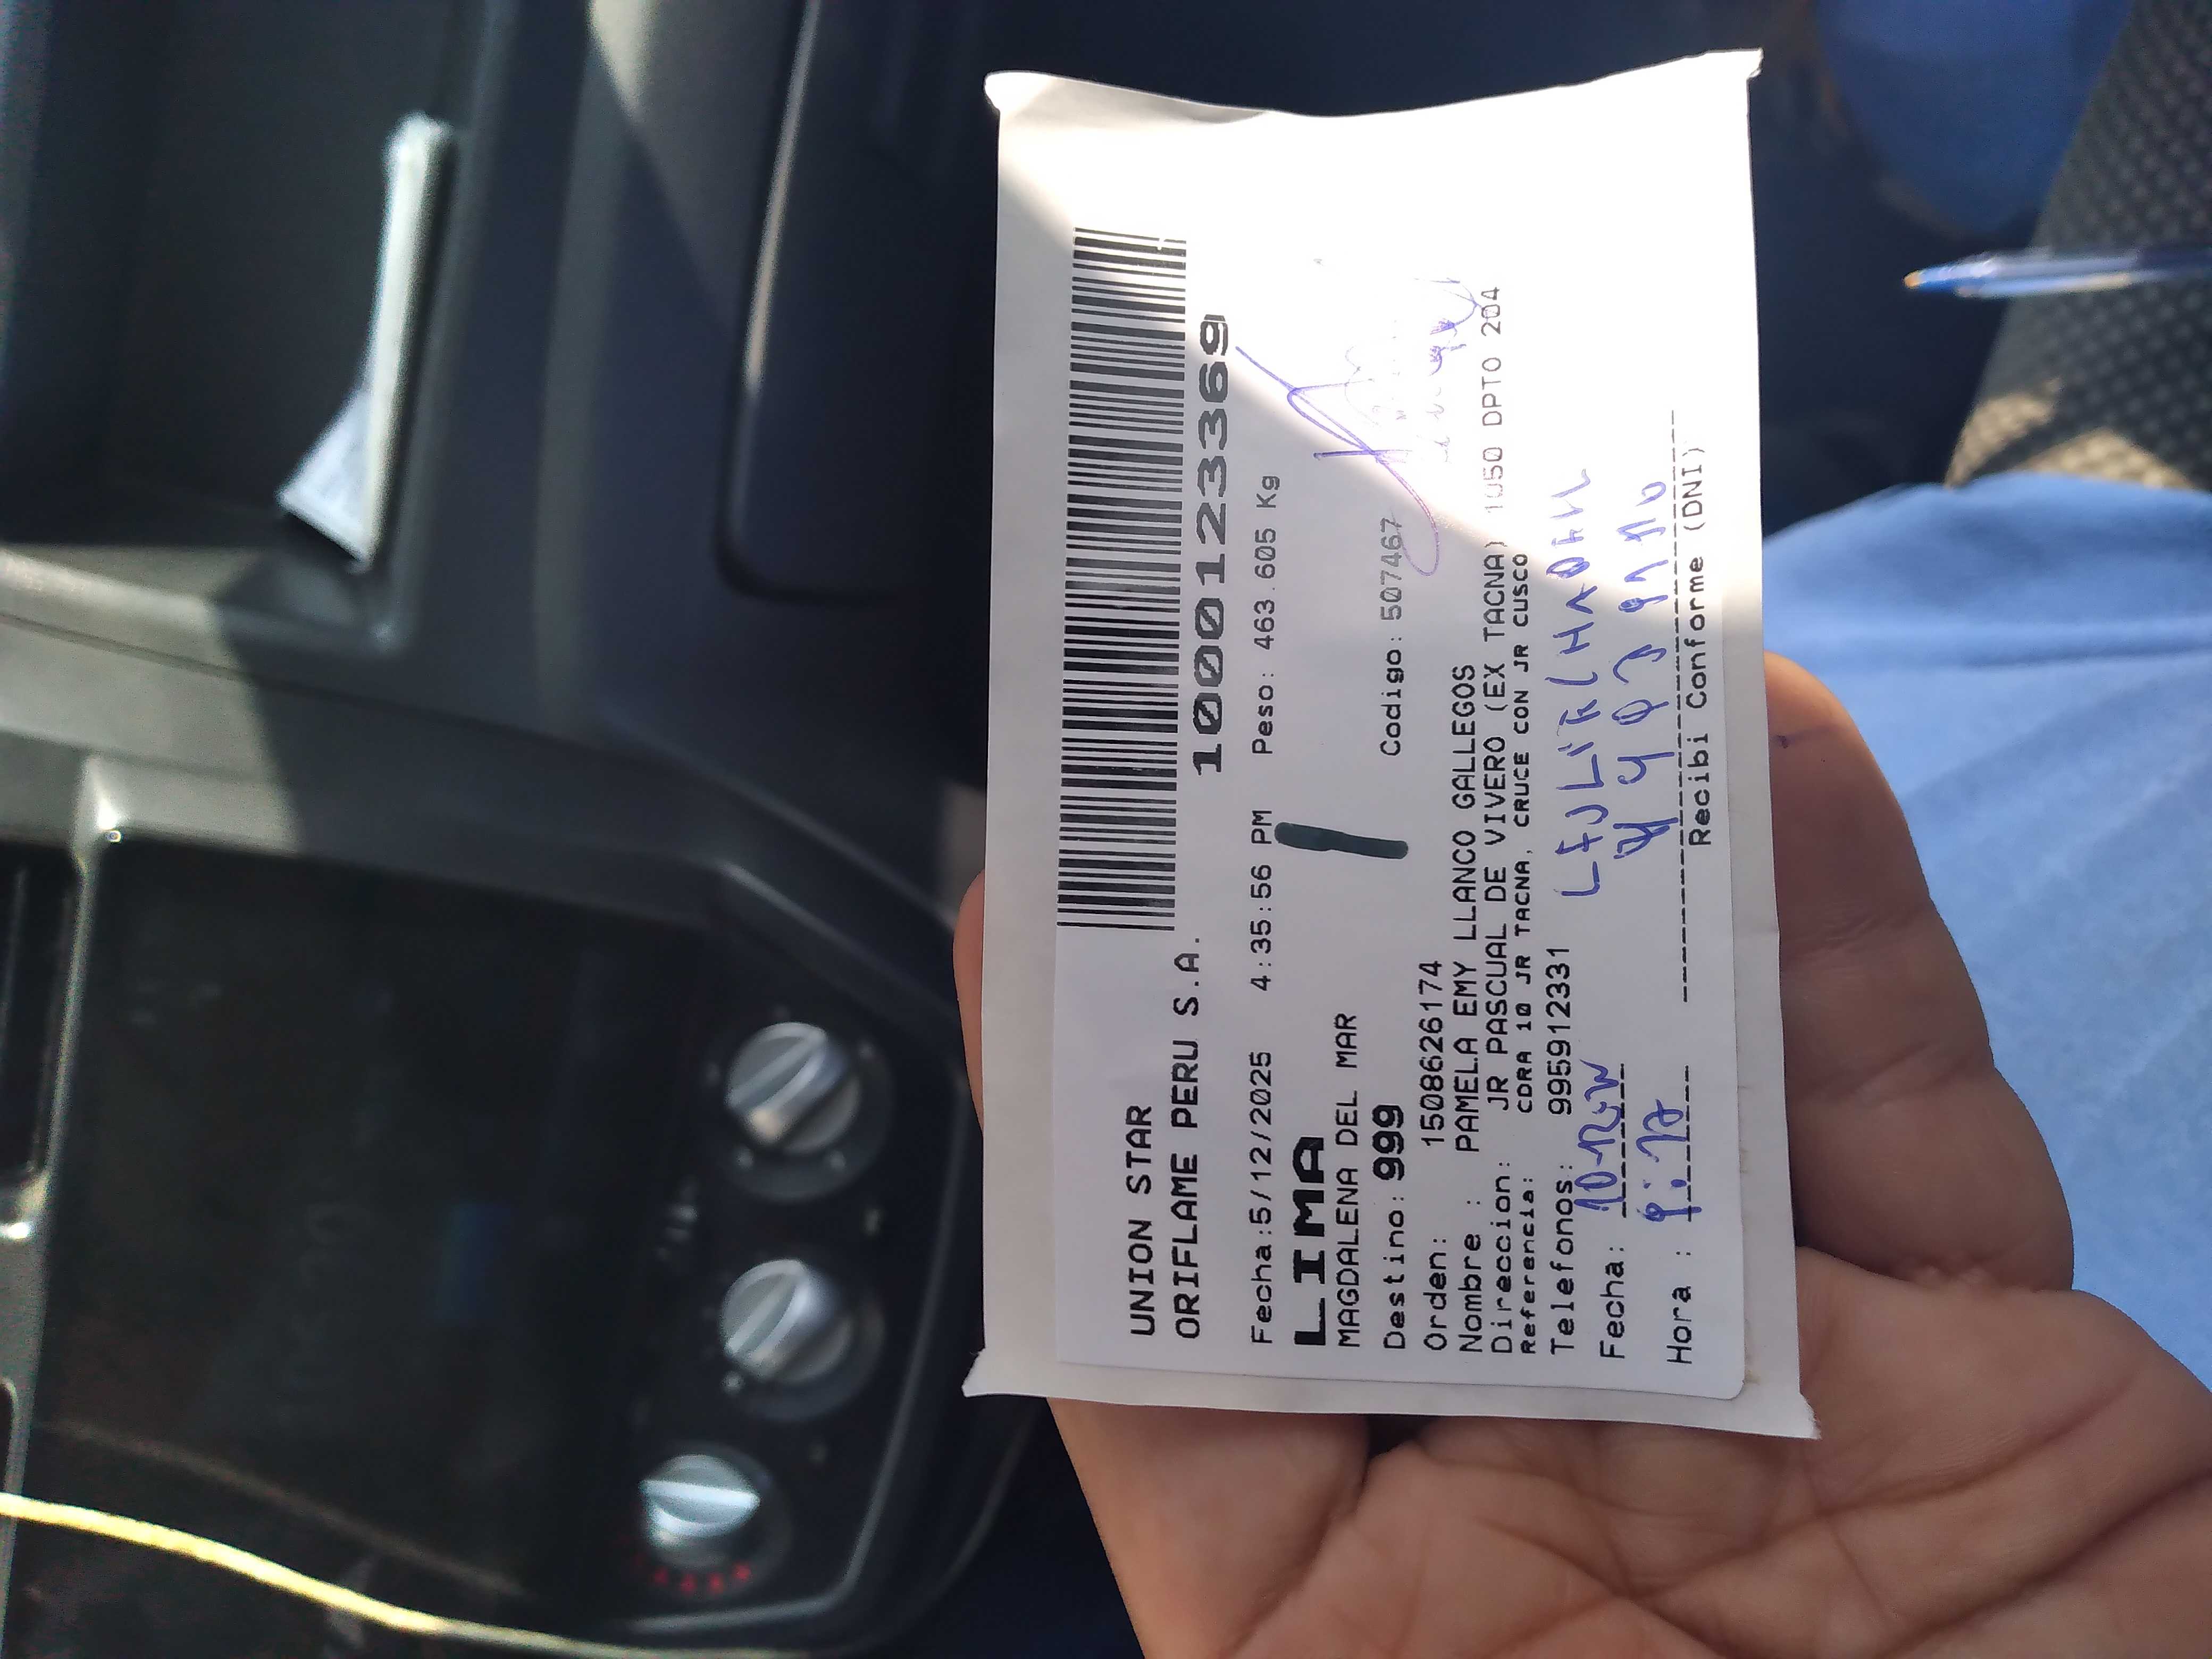 UNION STAR
ORIFLAME PERU S.A.
10001233369
Fecha:5/12/2025 4:35:56 PM Peso: 463.605 Kg
LIMA
MAGDALENA DEL MAR
Destino: 999 Codigo: 507467
Orden: 15086626174
Nombre : PAMELA EMY LLANCO GALLEGOS
Direccion: JR PASCUAL DE VIVERO (EX TACNA) 1050 DPTO 204
Referencia: CDRA 10 JR TACNA, CRUCE CON JR CUSCO
Telefonos: 995912331
Fecha:
Hora :
Recibi Conforme (DNI)